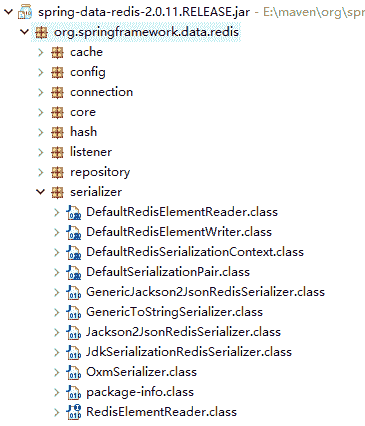 spring-data-redis-2.0.11.RELEASE.jar - E:\maven\org\spr
org.springframework.data.redis
cache
config
connection
core
hash
listener
repository
serializer
DefaultRedisElementReader.class
DefaultRedisElementWriter.class
DefaultRedisSerializationContext.class
DefaultSerializationPair.class
GenericJackson2JsonRedisSerializer.class
GenericToStringSerializer.class
Jackson2JsonRedisSerializer.class
JdkSerializationRedisSerializer.class
OxmSerializer.class
package-info.class
RedisElementReader.class